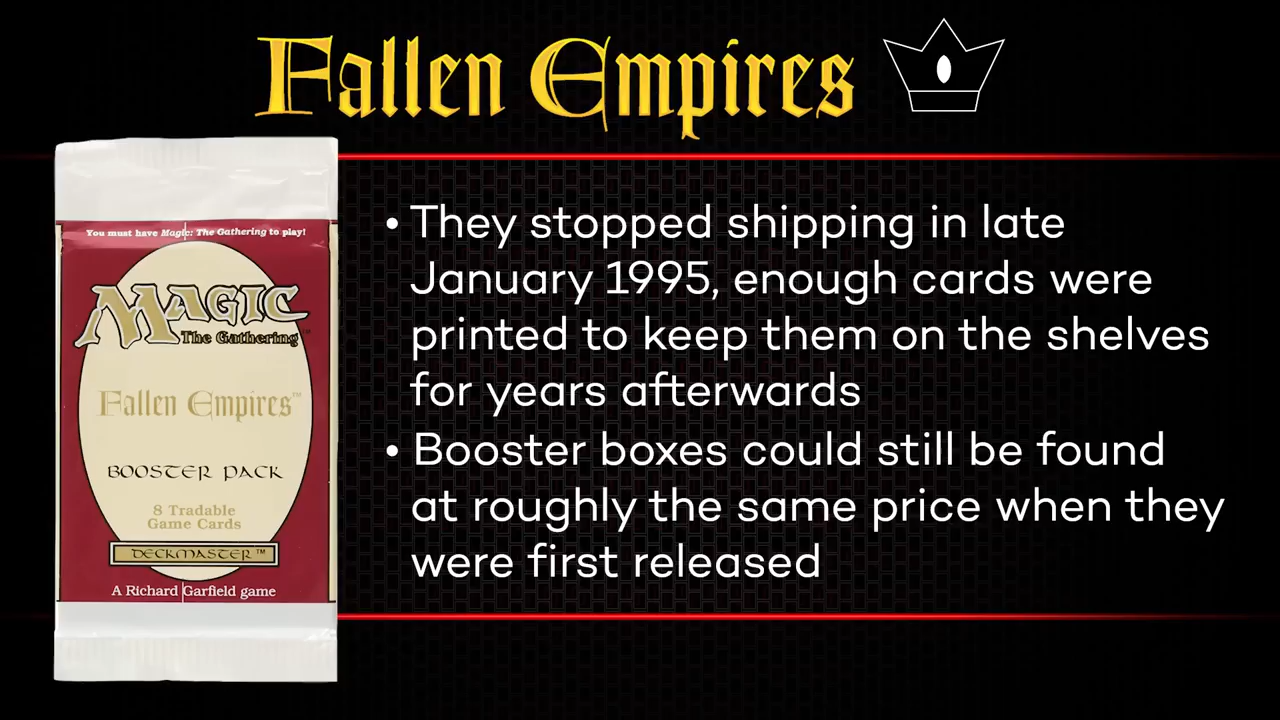 Fallen Empires
You must have Magic: The Gathering to play!
MAGIC
The Gathering™
Fallen Empires™
BOOSTER PACK
8 Tradable
Game Cards
DECKMASTER™
A Richard Garfield game
• They stopped shipping in late
January 1995, enough cards were
printed to keep them on the shelves
for years afterwards
• Booster boxes could still be found
at roughly the same price when they
were first released